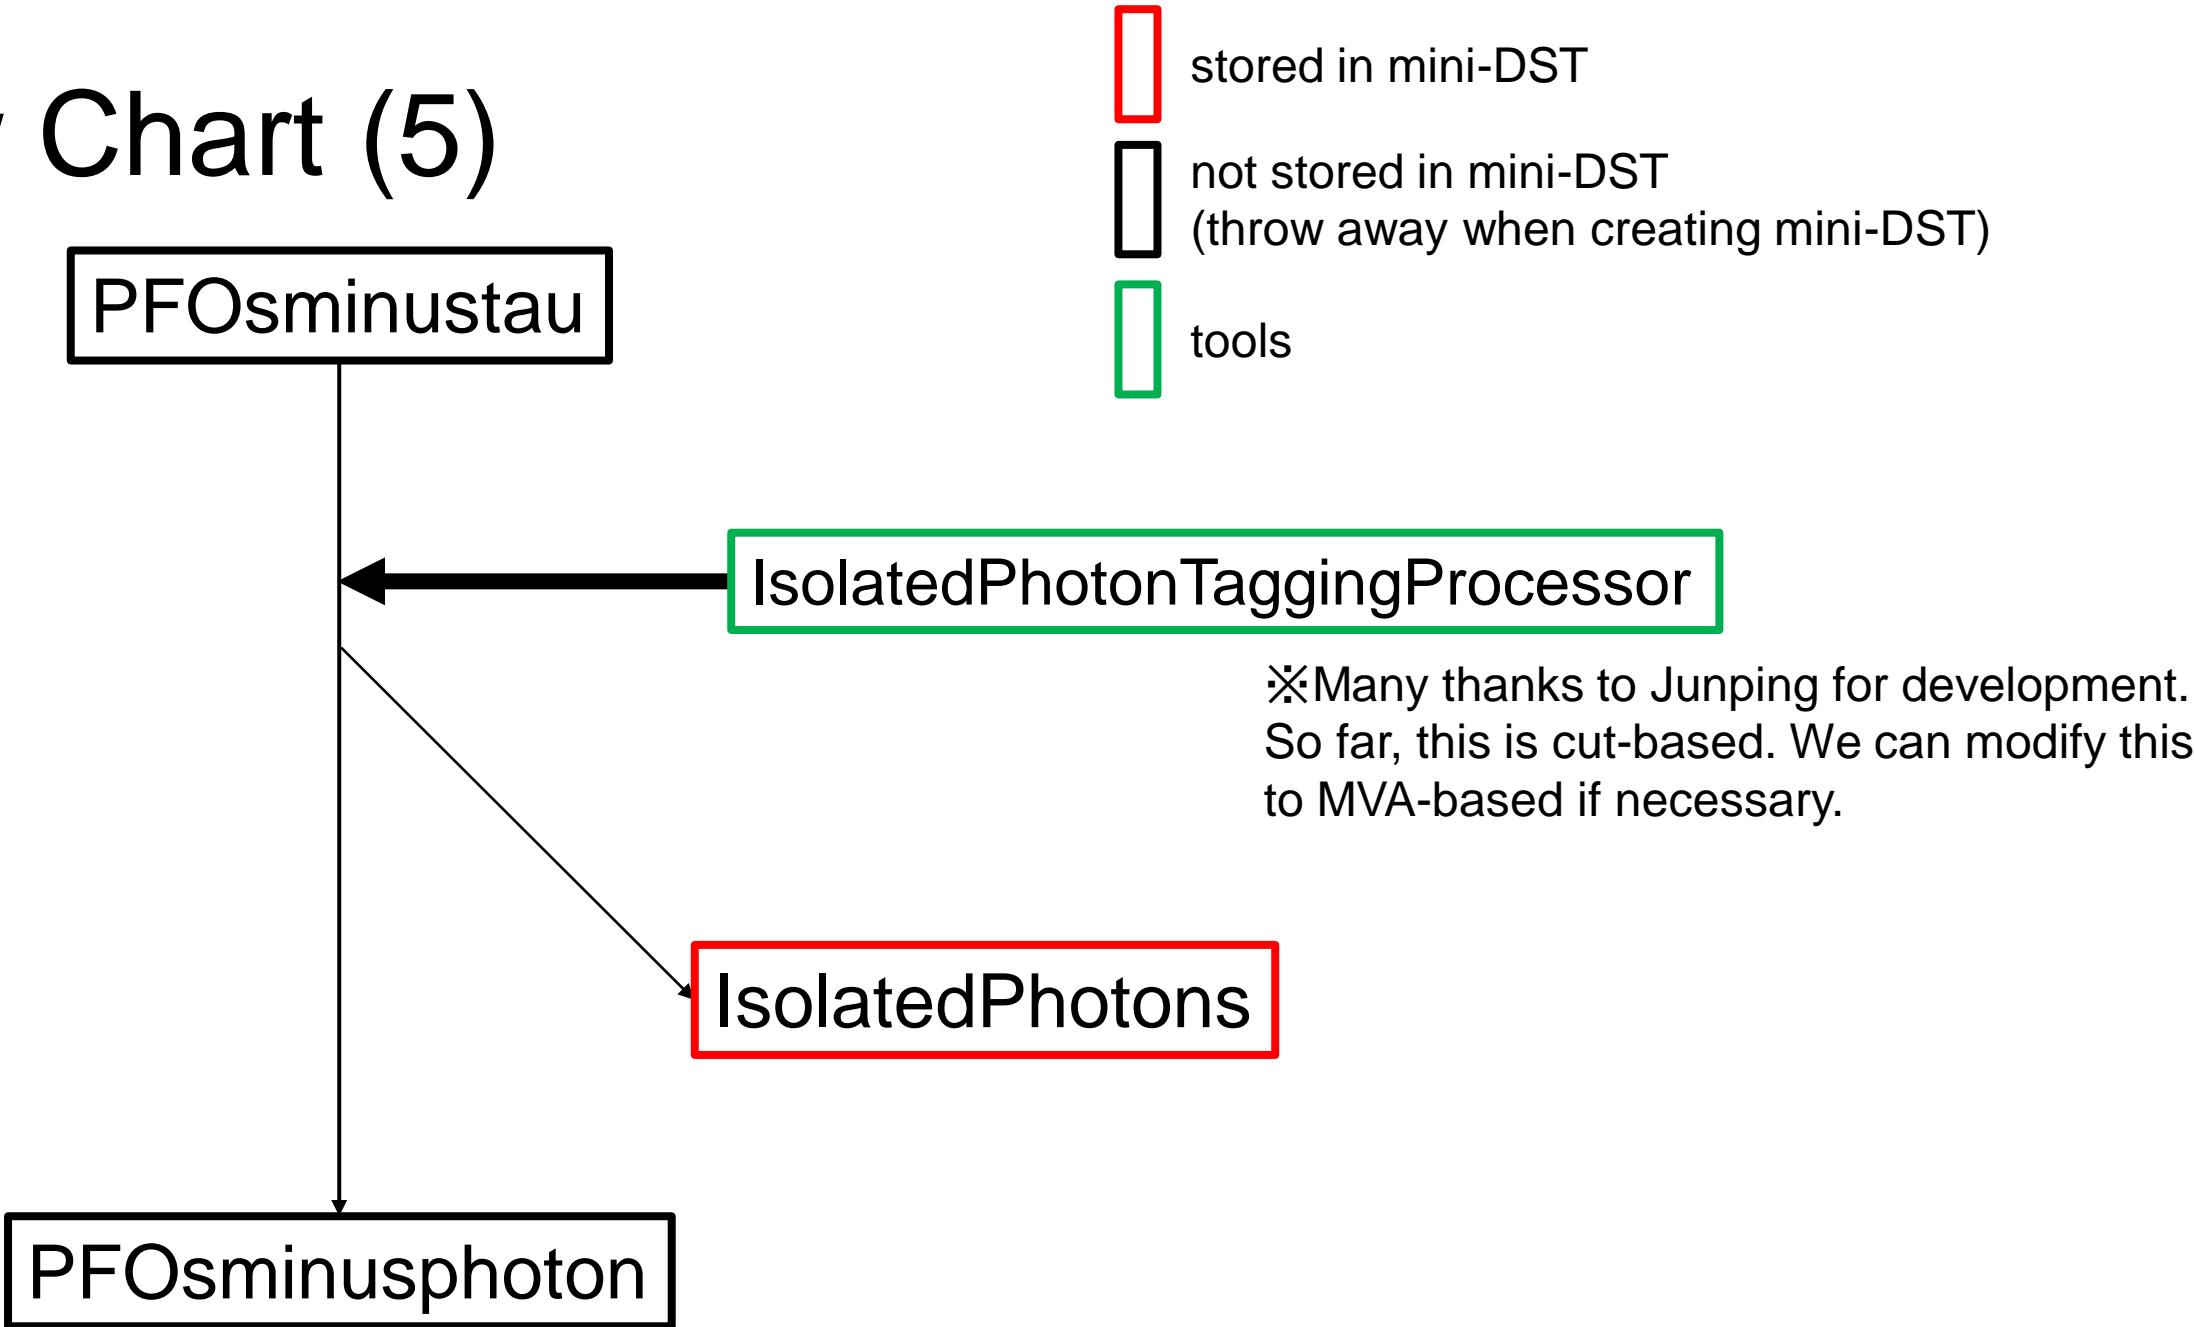 Chart (5)
stored in mini-DST
not stored in mini-DST
(throw away when creating mini-DST)
tools
PFOsminustau
IsolatedPhotonTaggingProcessor
※Many thanks to Junping for development.
So far, this is cut-based. We can modify this
to MVA-based if necessary.
IsolatedPhotons
PFOsminusphoton